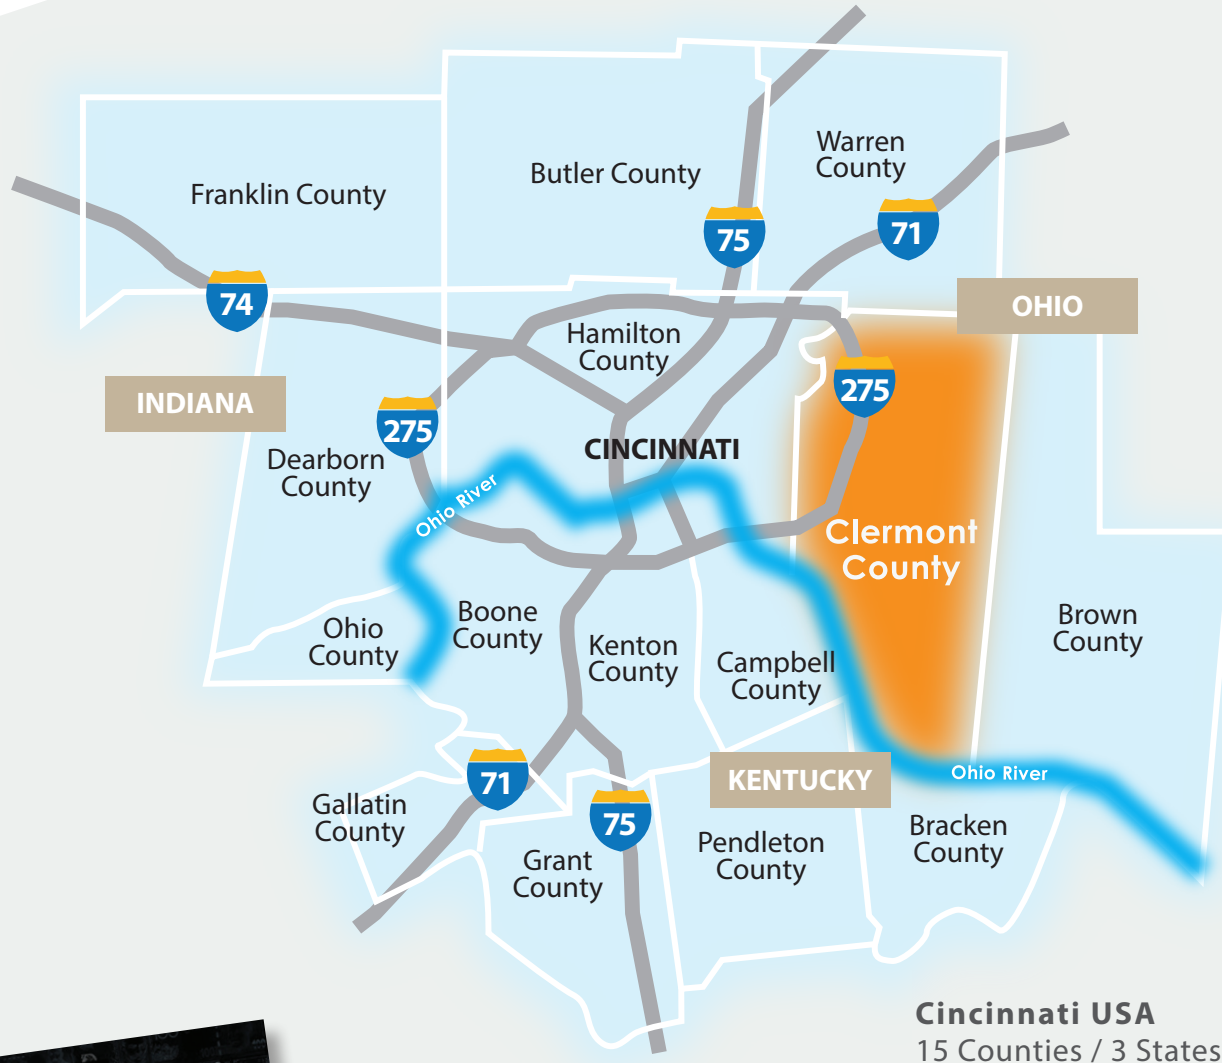 Warren
County
Butler County
Franklin County
75
71
74
OHIO
Hamilton
County
275
INDIANA
275
CINCINNATI
Dearborn
County
Ohio River
Clermont
County
Ohio
County
Boone
County
Kenton
County
Campbell
County
Brown
County
71
KENTUCKY
Ohio River
Gallatin
County
75
Grant
County
Pendleton
County
Bracken
County
Cincinnati USA
15 Counties / 3 States